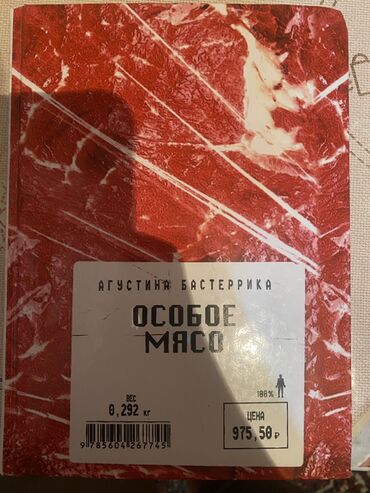 АГУСТИНА БАСТЕРРИКА
ОСОБОЕ
МЯСО
100%
ВЕС
0,292 кг
ЦЕНА
975,50₽
9 785604 267745